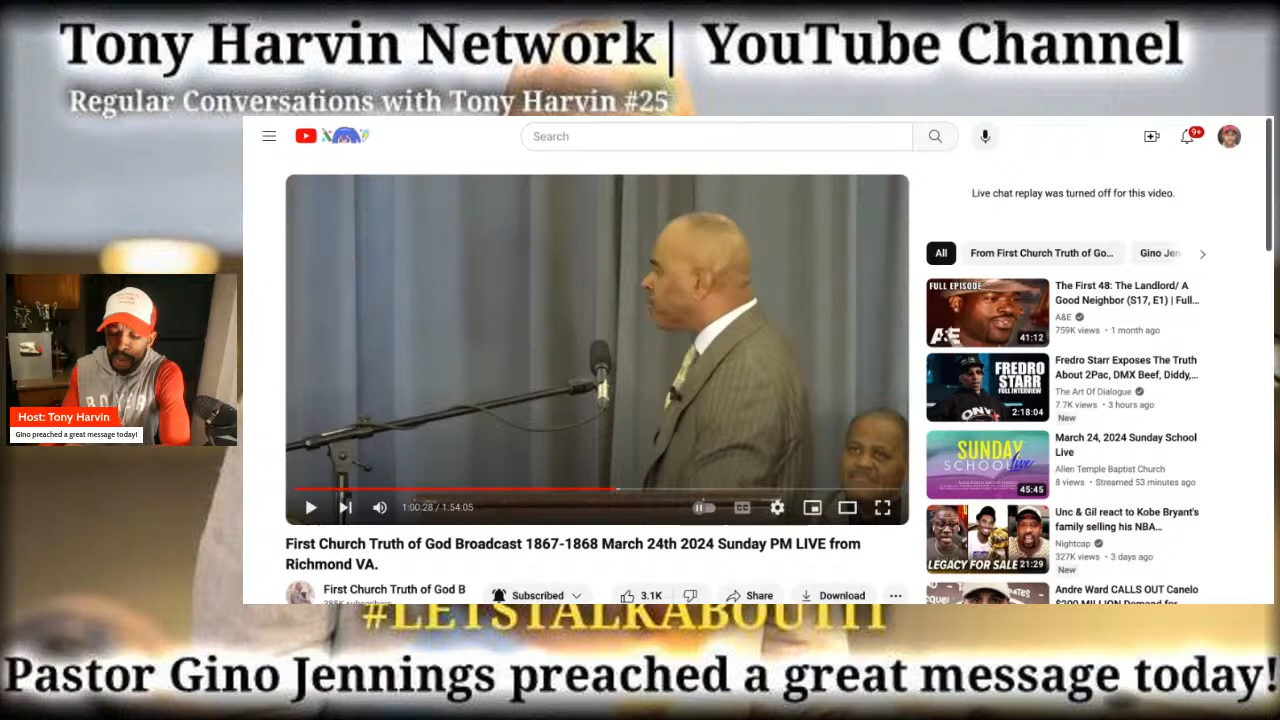 Tony Harvin Network| YouTube Channel
Regular Conversations with Tony Harvin #25
Search
9+
Live chat replay was turned off for this video.
All
From First Church Truth of Go...
Gino Jen
FULL EPISODE
A&E
41:12
The First 48: The Landlord/ A
Good Neighbor (S17, E1) | Full...
A&E
759K views • 1 month ago
FREDRO
STARR
FULL INTERVIEW
2:18:04
Fredro Starr Exposes The Truth
About 2Pac, DMX Beef, Diddy,...
The Art Of Dialogue
7.7K views • 3 hours ago
New
SUNDAY
SCHOOL Live
45:45
March 24, 2024 Sunday School
Live
Allen Temple Baptist Church
8 views • Streamed 53 minutes ago
LEGACY FOR SALE
21:29
Unc & Gil react to Kobe Bryant's
family selling his NBA...
Nightcap
327K views • 3 days ago
New
Andre Ward CALLS OUT Canelo
Host: Tony Harvin
Gino preached a great message today!
1:00:28 / 1:54:05
First Church Truth of God Broadcast 1867-1868 March 24th 2024 Sunday PM LIVE from
Richmond VA.
First Church Truth of God B
Subscribed
3.1K
Share
Download
#LETSTALKABOUTIT
Pastor Gino Jennings preached a great message today!